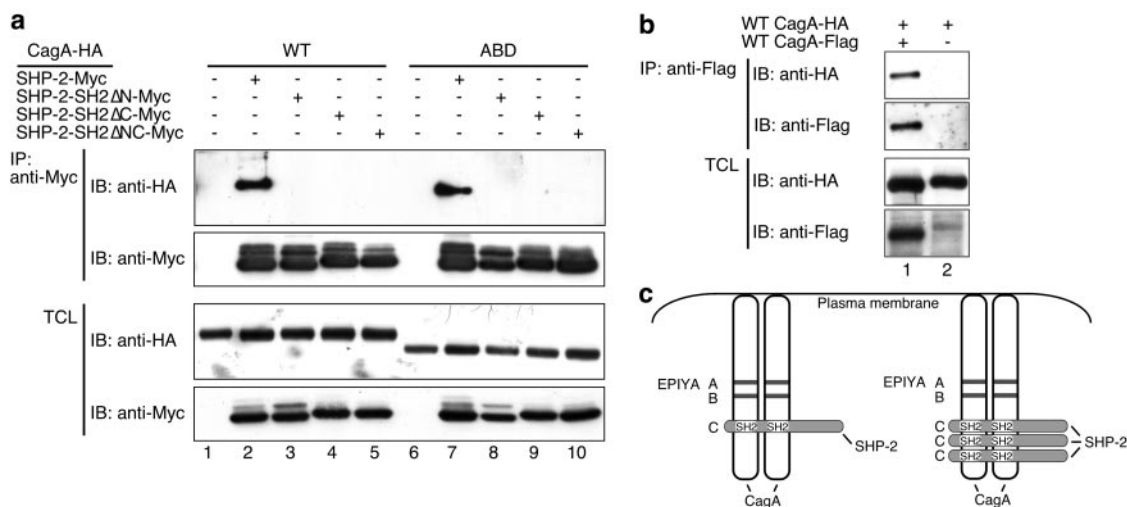 a
CagA-HA WT ABD
SHP-2-Myc - + - - - - + - - -
SHP-2-SH2ΔN-Myc - - + - - - - + - -
SHP-2-SH2ΔC-Myc - - - + - - - - + -
SHP-2-SH2ΔNC-Myc - - - - + - - - - +
IP:
anti-Myc
IB: anti-HA
IB: anti-Myc
TCL
IB: anti-HA
IB: anti-Myc
1 2 3 4 5 6 7 8 9 10
b
WT CagA-HA + +
WT CagA-Flag + -
IP: anti-Flag
IB: anti-HA
IB: anti-Flag
TCL
IB: anti-HA
IB: anti-Flag
1 2
c
Plasma membrane
EPIYA A
B
C SH2 SH2
SHP-2
CagA
EPIYA A
B
C SH2 SH2
C SH2 SH2
C SH2 SH2
SHP-2
CagA